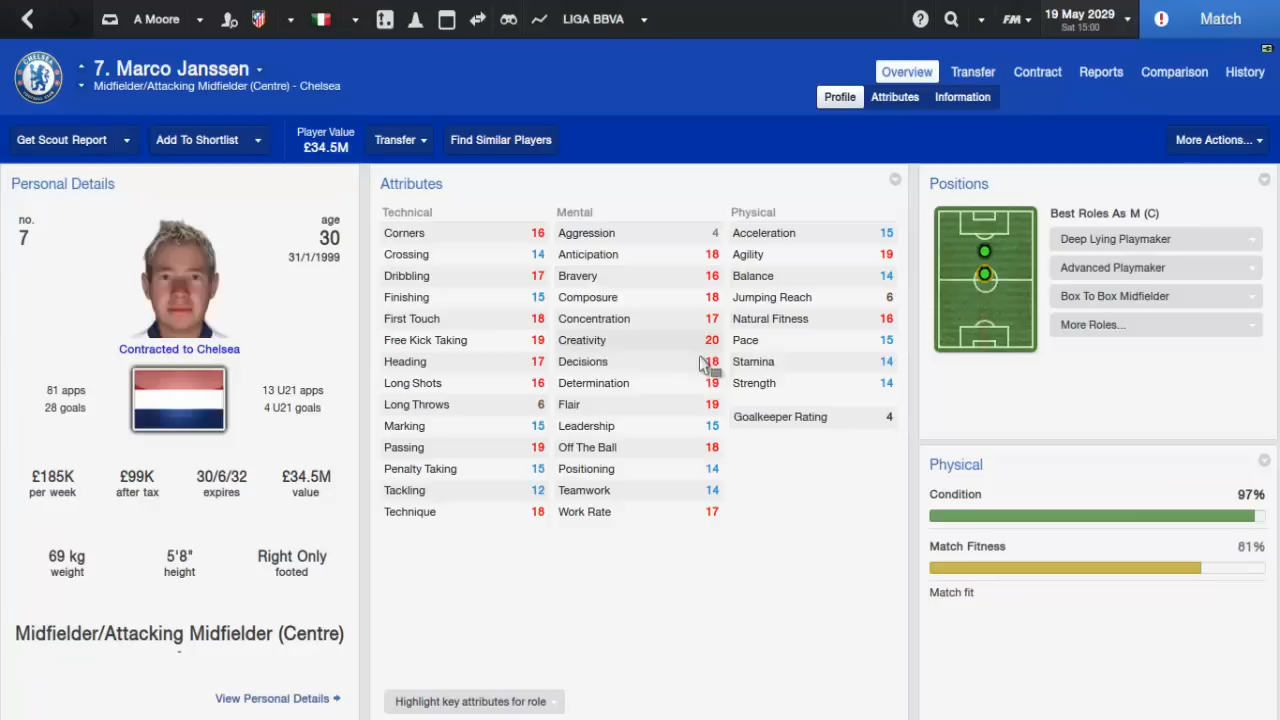 A Moore
LIGA BBVA
FM
19 May 2029
Sat 15:00
Match
7. Marco Janssen
Midfielder/Attacking Midfielder (Centre) - Chelsea
Overview Transfer Contract Reports Comparison History
Profile Attributes Information
Get Scout Report
Add To Shortlist
Player Value
£34.5M
Transfer
Find Similar Players
More Actions...
Personal Details
no.
7
age
30
31/1/1999
Contracted to Chelsea
81 apps
28 goals
13 U21 apps
4 U21 goals
£185K
per week
£99K
after tax
30/6/32
expires
£34.5M
value
69 kg
weight
5'8"
height
Right Only
footed
Midfielder/Attacking Midfielder (Centre)
-
View Personal Details
Attributes
Technical
Corners 16
Crossing 14
Dribbling 17
Finishing 15
First Touch 18
Free Kick Taking 19
Heading 17
Long Shots 16
Long Throws 6
Marking 15
Passing 19
Penalty Taking 15
Tackling 12
Technique 18
Mental
Aggression 4
Anticipation 18
Bravery 16
Composure 18
Concentration 17
Creativity 20
Decisions 18
Determination 19
Flair 19
Leadership 15
Off The Ball 18
Positioning 14
Teamwork 14
Work Rate 17
Physical
Acceleration 15
Agility 19
Balance 14
Jumping Reach 6
Natural Fitness 16
Pace 15
Stamina 14
Strength 14
Goalkeeper Rating 4
Highlight key attributes for role
Positions
Best Roles As M (C)
Deep Lying Playmaker
Advanced Playmaker
Box To Box Midfielder
More Roles...
Physical
Condition 97%
Match Fitness 81%
Match fit